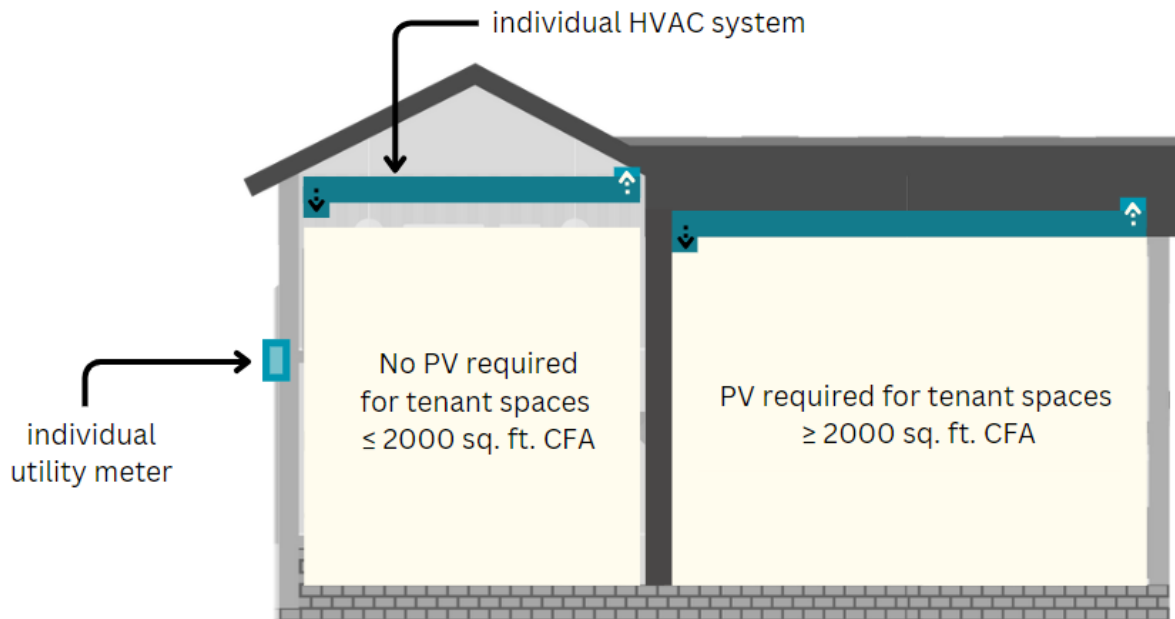 individual HVAC system
No PV required
for tenant spaces
≤ 2000 sq. ft. CFA
PV required for tenant spaces
≥ 2000 sq. ft. CFA
individual
utility meter